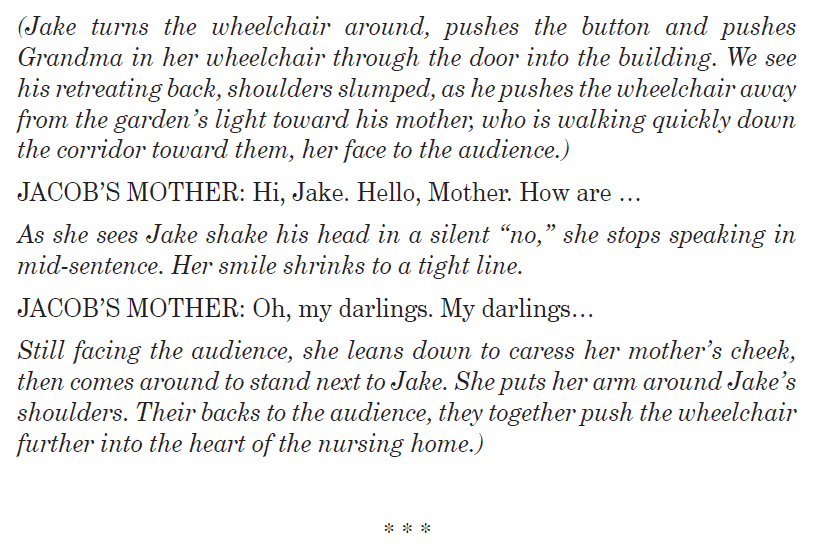 (Jake turns the wheelchair around, pushes the button and pushes
Grandma in her wheelchair through the door into the building. We see
his retreating back, shoulders slumped, as he pushes the wheelchair away
from the garden’s light toward his mother, who is walking quickly down
the corridor toward them, her face to the audience.)
JACOB’S MOTHER: Hi, Jake. Hello, Mother. How are …
As she sees Jake shake his head in a silent “no,” she stops speaking in
mid-sentence. Her smile shrinks to a tight line.
JACOB’S MOTHER: Oh, my darlings. My darlings…
Still facing the audience, she leans down to caress her mother’s cheek,
then comes around to stand next to Jake. She puts her arm around Jake’s
shoulders. Their backs to the audience, they together push the wheelchair
further into the heart of the nursing home.)
* * *